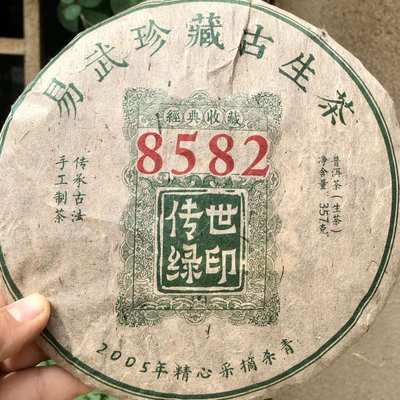 易武珍藏古生茶
經典收藏
8582
传世
绿印
传承古法
手工制茶
普洱茶（生茶）
净含量：357克
2005年精心采摘杀青